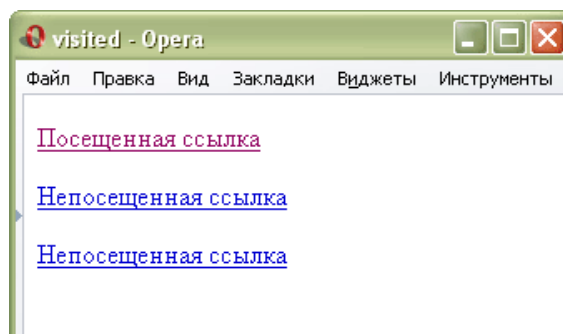 visited - Opera
Файл Правка Вид Закладки Виджеты Инструменты
Посещенная ссылка
Непосещенная ссылка
Непосещенная ссылка